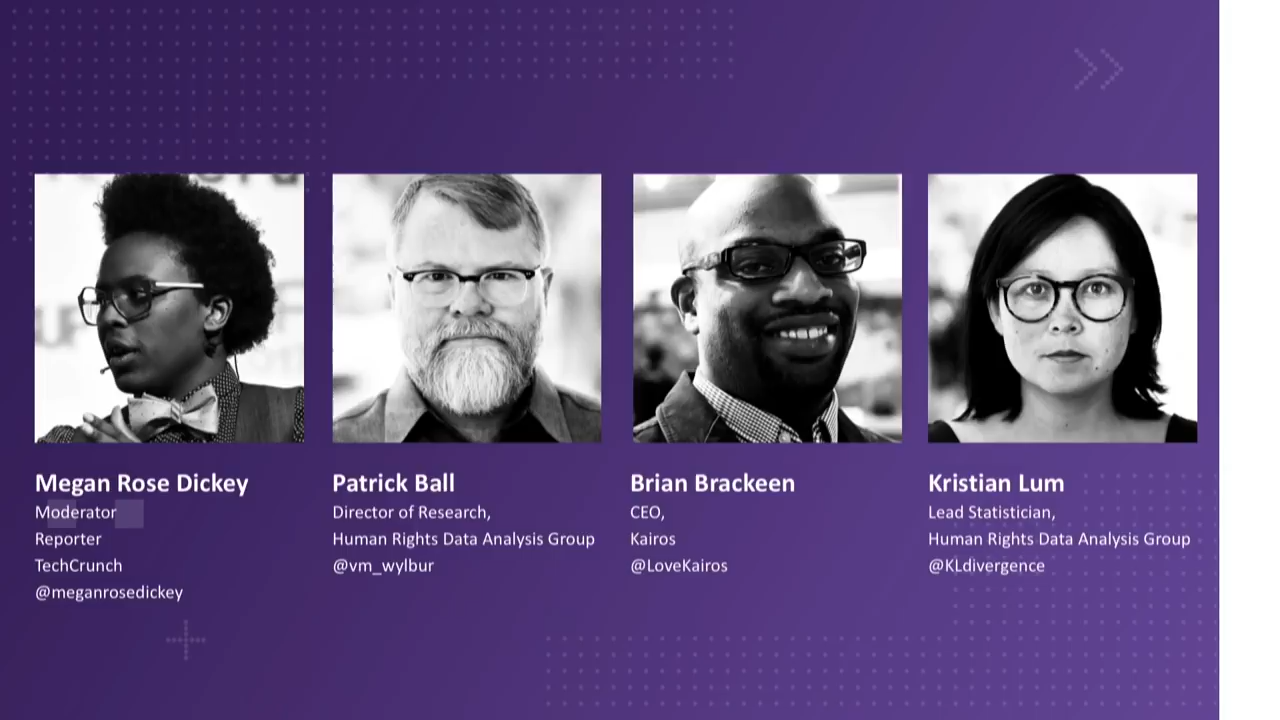 Megan Rose Dickey
Moderator
Reporter
TechCrunch
@meganrosedickey
Patrick Ball
Director of Research,
Human Rights Data Analysis Group
@vm_wylbur
Brian Brackeen
CEO,
Kairos
@LoveKairos
Kristian Lum
Lead Statistician,
Human Rights Data Analysis Group
@KLdivergence